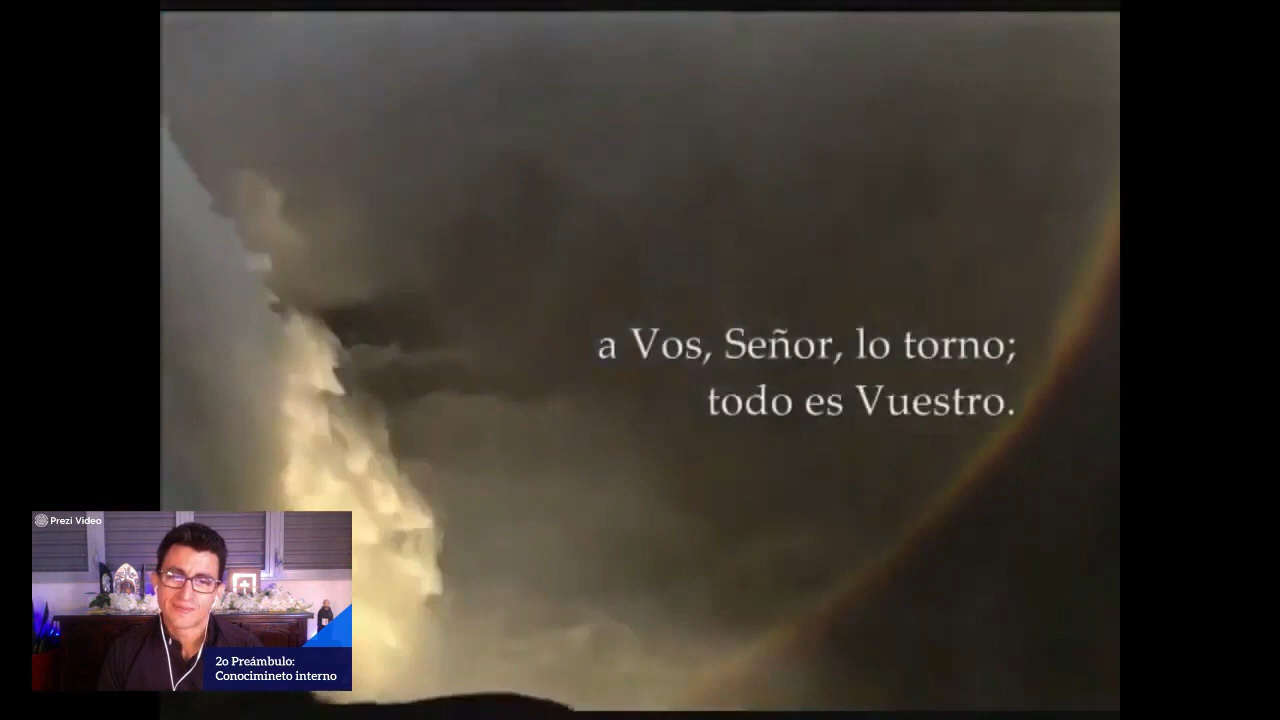 a Vos, Señor, lo torno;
todo es Vuestro.
Prezi Video
2o Preámbulo:
Conocimineto interno